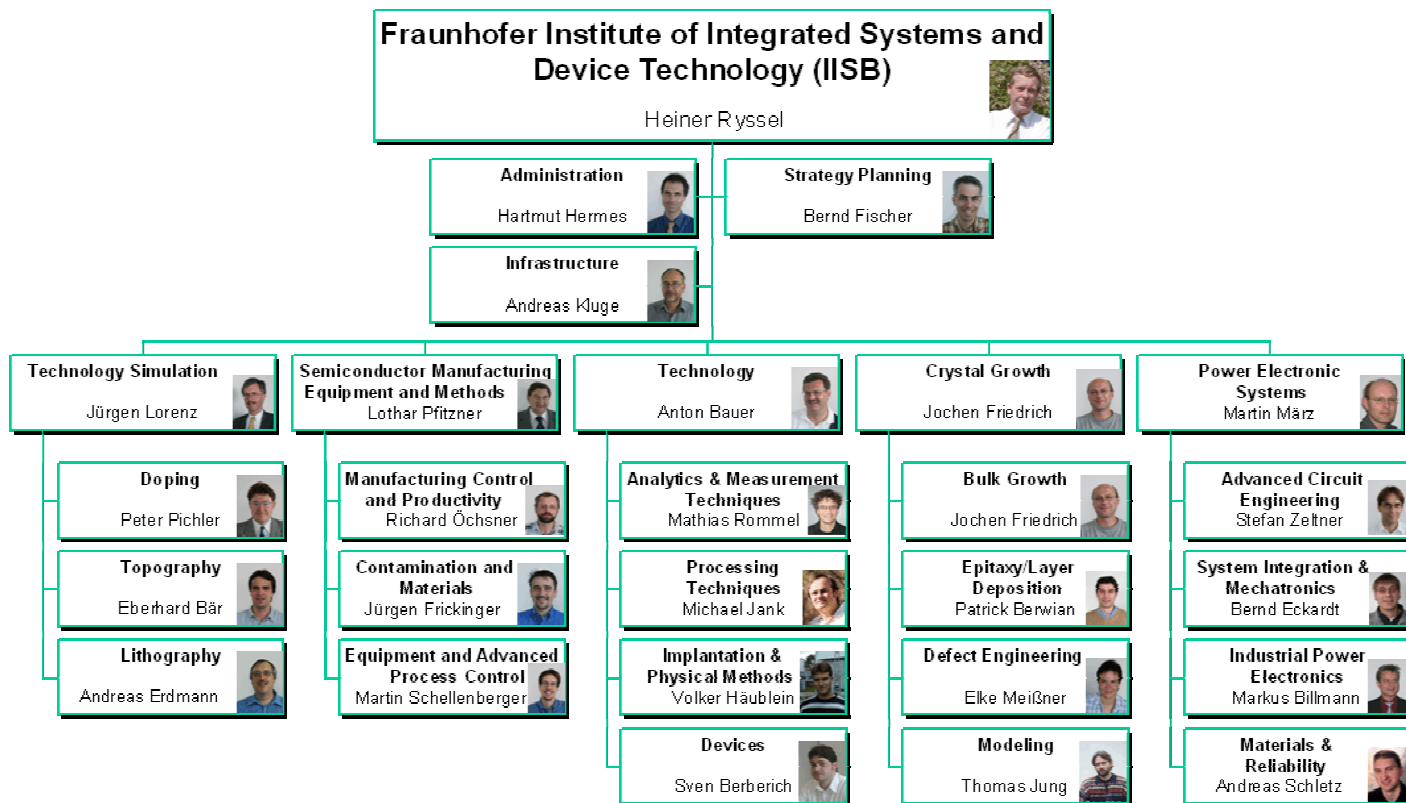 Fraunhofer Institute of Integrated Systems and
Device Technology (IISB)
Heiner Ryssel
Administration
Hartmut Hermes
Strategy Planning
Bernd Fischer
Infrastructure
Andreas Kluge
Technology Simulation
Jürgen Lorenz
Semiconductor Manufacturing
Equipment and Methods
Lothar Pfitzner
Technology
Anton Bauer
Crystal Growth
Jochen Friedrich
Power Electronic
Systems
Martin März
Doping
Peter Pichler
Manufacturing Control
and Productivity
Richard Öchsner
Analytics & Measurement
Techniques
Mathias Rommel
Bulk Growth
Jochen Friedrich
Advanced Circuit
Engineering
Stefan Zeltner
Topography
Eberhard Bär
Contamination and
Materials
Jürgen Frickinger
Processing
Techniques
Michael Jank
Epitaxy/Layer
Deposition
Patrick Berwian
System Integration &
Mechatronics
Bernd Eckardt
Lithography
Andreas Erdmann
Equipment and Advanced
Process Control
Martin Schellenberger
Implantation &
Physical Methods
Volker Häublein
Defect Engineering
Elke Meißner
Industrial Power
Electronics
Markus Billmann
Devices
Sven Berberich
Modeling
Thomas Jung
Materials &
Reliability
Andreas Schletz